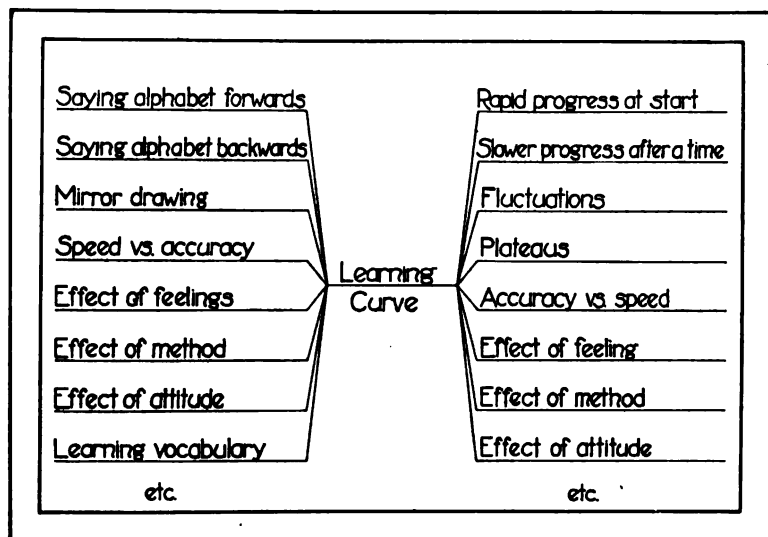 Saying alphabet forwards
Saying alphabet backwards
Mirror drawing
Speed vs. accuracy
Effect of feelings
Effect of method
Effect of attitude
Learning vocabulary
etc.
Learning
Curve
Rapid progress at start
Slower progress after a time
Fluctuations
Plateaus
Accuracy vs. speed
Effect of feeling
Effect of method
Effect of attitude
etc.